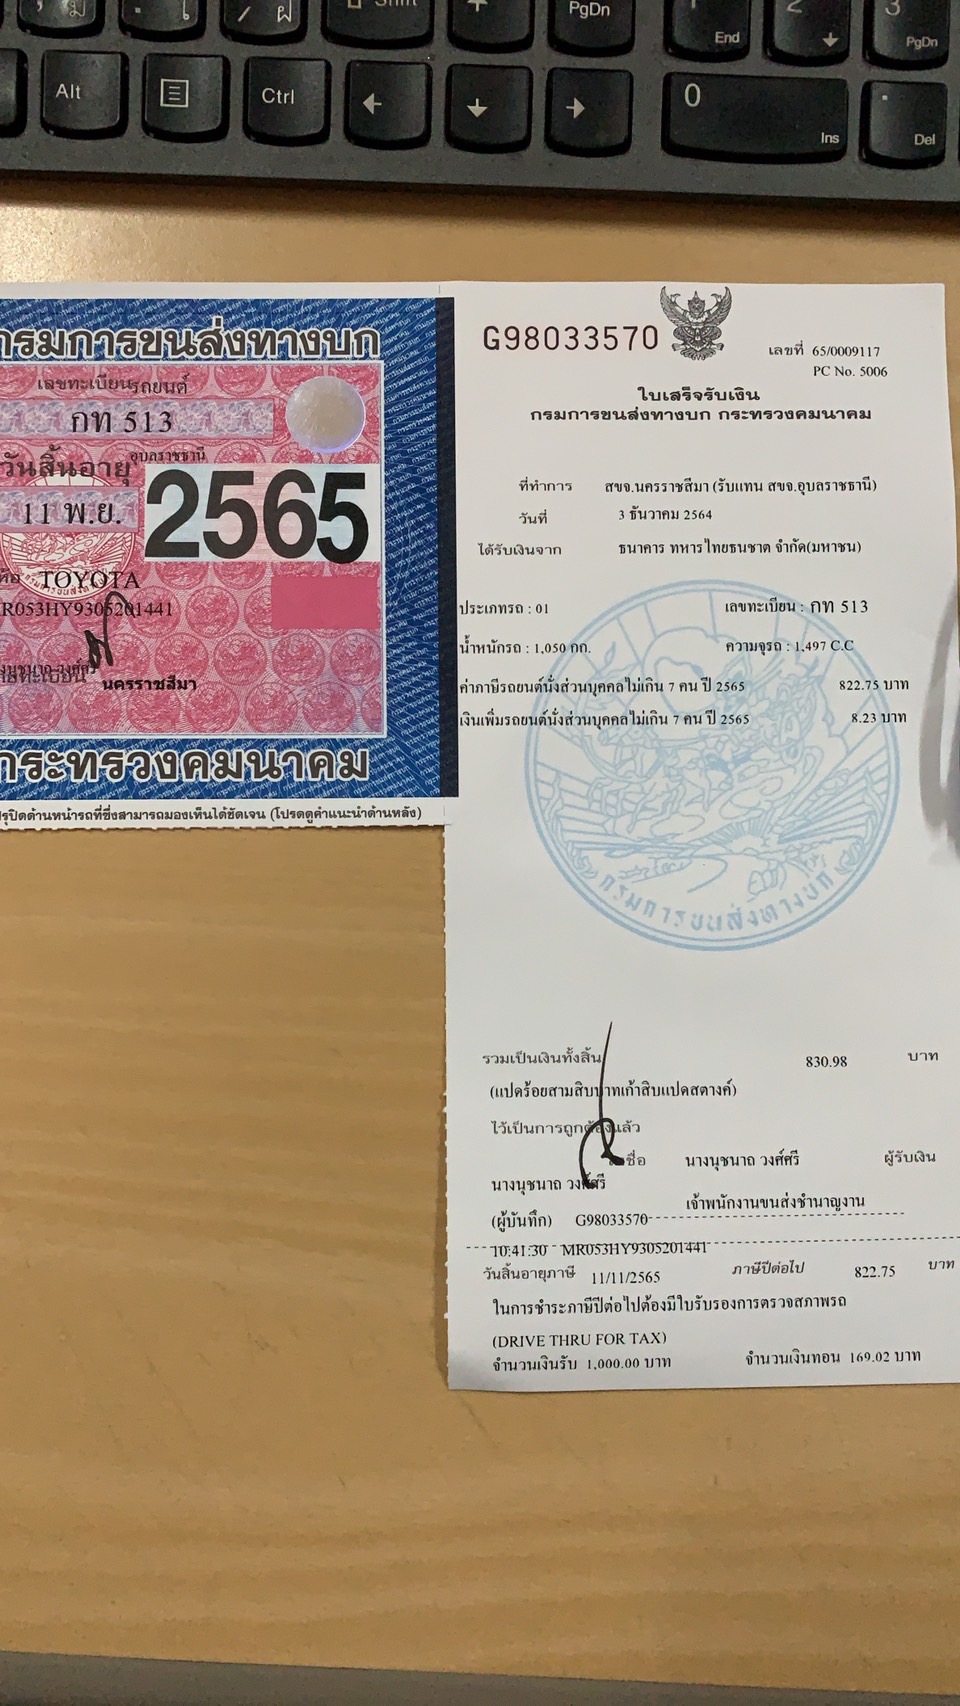 Shift
PgDn
1
End
2
3
PgDn
/ ฝ
Alt
Ctrl
0
Ins
.
Del
กรมการขนส่งทางบก
เลขทะเบียนรถยนต์
กท 513
อุบลราชธานี
วันสิ้นอายุ
11 พ.ย. 2565
TOYOTA
R053HY9305201441
นครราชสีมา
กระทรวงคมนาคม
ปิดด้านหน้ารถที่ซึ่งสามารถมองเห็นได้ชัดเจน (โปรดดูคำแนะนำด้านหลัง)
G98033570
เลขที่ 65/0009117
PC No. 5006
ใบเสร็จรับเงิน
กรมการขนส่งทางบก กระทรวงคมนาคม
ที่ทำการ สขจ.นครราชสีมา (รับแทน สขจ.อุบลราชธานี)
วันที่ 3 ธันวาคม 2564
ได้รับเงินจาก ธนาคาร ทหารไทยธนชาต จำกัด(มหาชน)
ประเภทรถ : 01 เลขทะเบียน : กท 513
น้ำหนักรถ : 1,050 กก. ความจุรถ : 1,497 C.C
ค่าภาษีรถยนต์นั่งส่วนบุคคลไม่เกิน 7 คน ปี 2565 822.75 บาท
เงินเพิ่มรถยนต์นั่งส่วนบุคคลไม่เกิน 7 คน ปี 2565 8.23 บาท
กรมการขนส่งทางบก
รวมเป็นเงินทั้งสิ้น 830.98 บาท
(แปดร้อยสามสิบบาทเก้าสิบแปดสตางค์)
ไว้เป็นการถูกต้องแล้ว
ลงชื่อ นางนุชนาถ วงศ์ศรี ผู้รับเงิน
นางนุชนาถ วงศ์ศรี
เจ้าพนักงานขนส่งชำนาญงาน
(ผู้บันทึก) G98033570
10:41:30 MR053HY9305201441
วันสิ้นอายุภาษี 11/11/2565 ภาษีปีต่อไป 822.75 บาท
ในการชำระภาษีปีต่อไปต้องมีใบรับรองการตรวจสภาพรถ
(DRIVE THRU FOR TAX)
จำนวนเงินรับ 1,000.00 บาท จำนวนเงินทอน 169.02 บาท